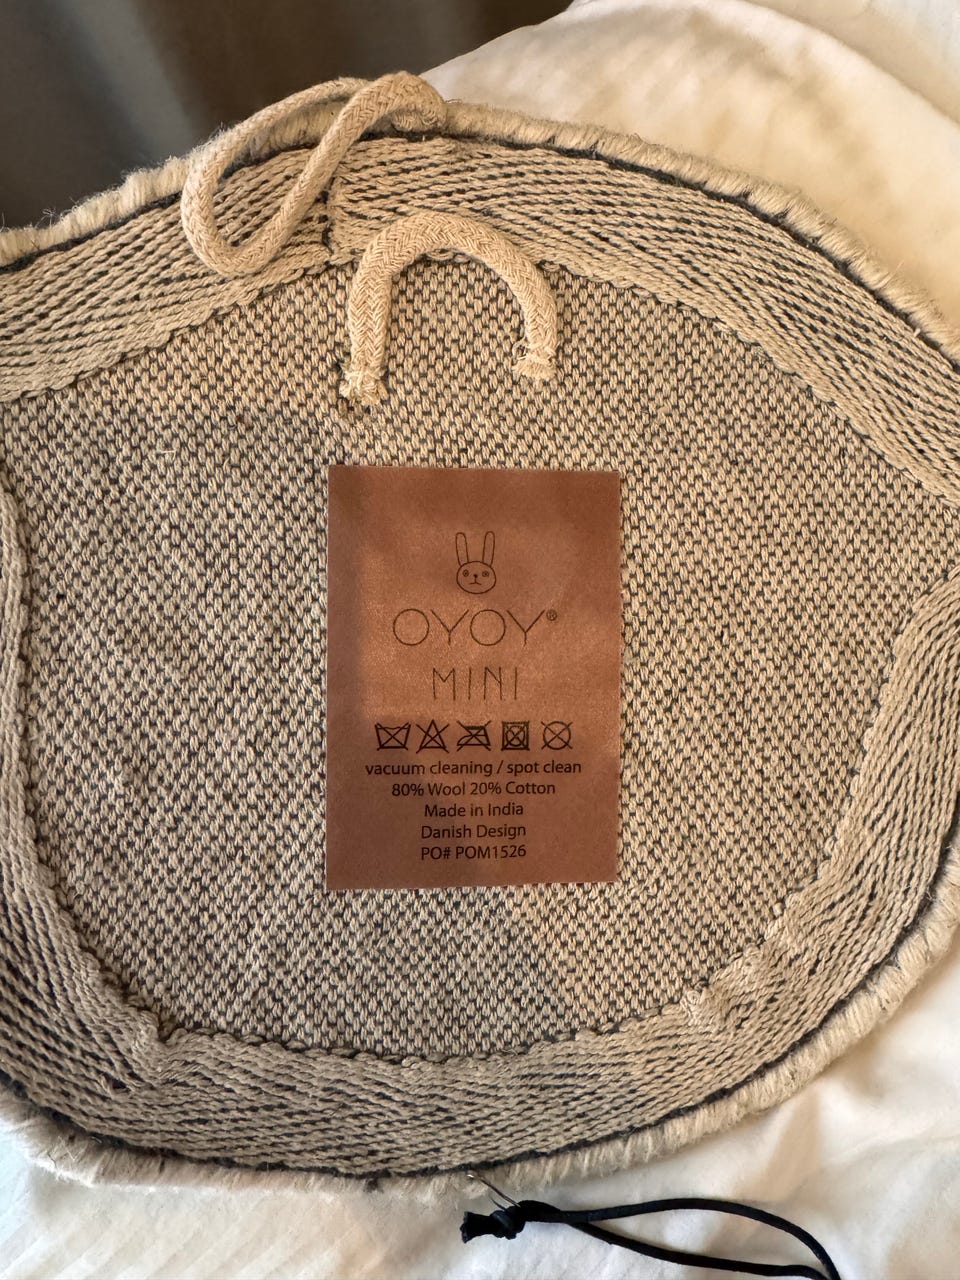 OYOY®
MINI
vacuum cleaning / spot clean
80% Wool 20% Cotton
Made in India
Danish Design
PO# POM1526